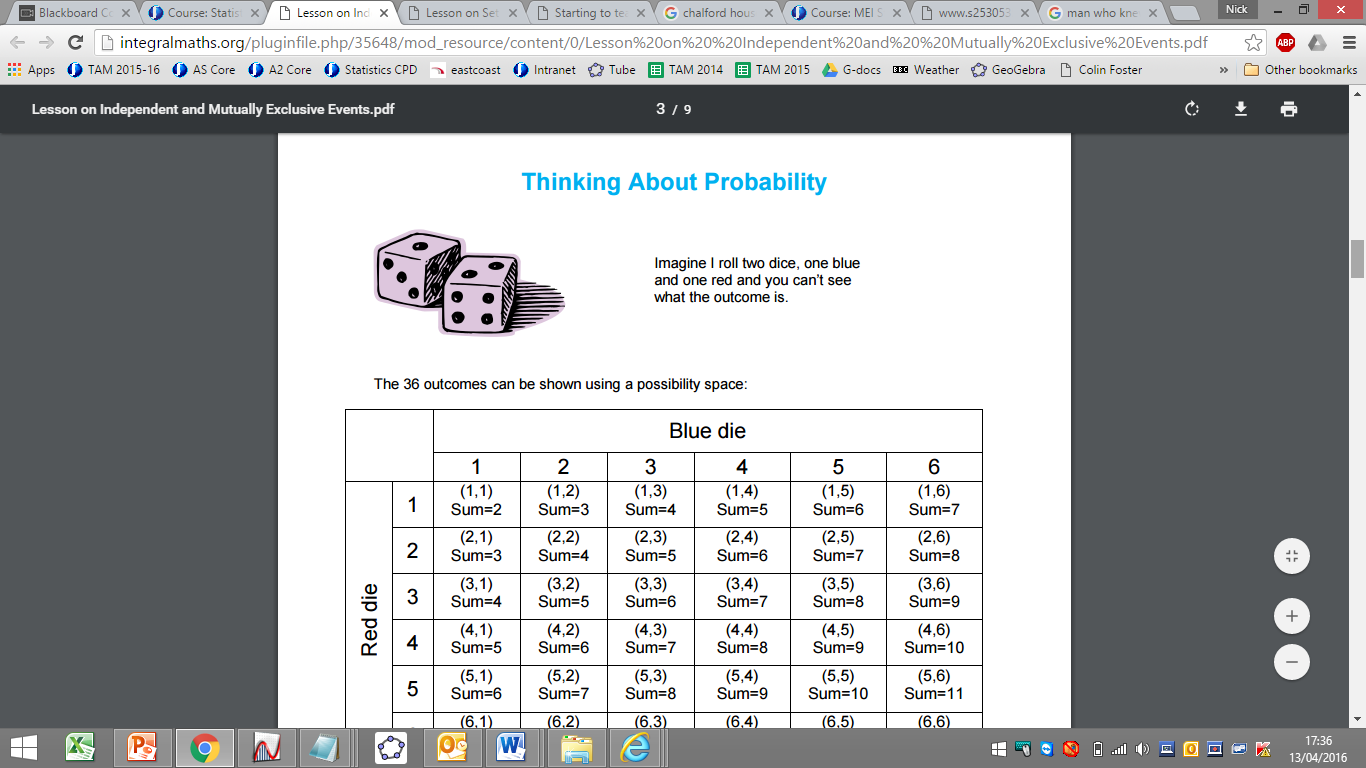 Blackboard Co
Course: Statist
Lesson on Ind
Lesson on Set
Starting to tea
chalford hous
Course: MEI S
www.s253053
man who kne
Nick
integralmaths.org/pluginfile.php/35648/mod_resource/content/0/Lesson%20on%20%20Independent%20and%20%20Mutually%20Exclusive%20Events.pdf
ABP
Apps TAM 2015-16 AS Core A2 Core Statistics CPD eastcoast Intranet Tube TAM 2014 TAM 2015 G-docs BBC Weather GeoGebra Colin Foster » Other bookmarks
Lesson on Independent and Mutually Exclusive Events.pdf 3 / 9
Thinking About Probability
Imagine I roll two dice, one blue
and one red and you can't see
what the outcome is.
The 36 outcomes can be shown using a possibility space:
Blue die
1 2 3 4 5 6
Red die
1 (1,1) (1,2) (1,3) (1,4) (1,5) (1,6)
Sum=2 Sum=3 Sum=4 Sum=5 Sum=6 Sum=7
2 (2,1) (2,2) (2,3) (2,4) (2,5) (2,6)
Sum=3 Sum=4 Sum=5 Sum=6 Sum=7 Sum=8
3 (3,1) (3,2) (3,3) (3,4) (3,5) (3,6)
Sum=4 Sum=5 Sum=6 Sum=7 Sum=8 Sum=9
4 (4,1) (4,2) (4,3) (4,4) (4,5) (4,6)
Sum=5 Sum=6 Sum=7 Sum=8 Sum=9 Sum=10
5 (5,1) (5,2) (5,3) (5,4) (5,5) (5,6)
Sum=6 Sum=7 Sum=8 Sum=9 Sum=10 Sum=11
(6,1) (6,2) (6,3) (6,4) (6,5) (6,6)
17:36
13/04/2016